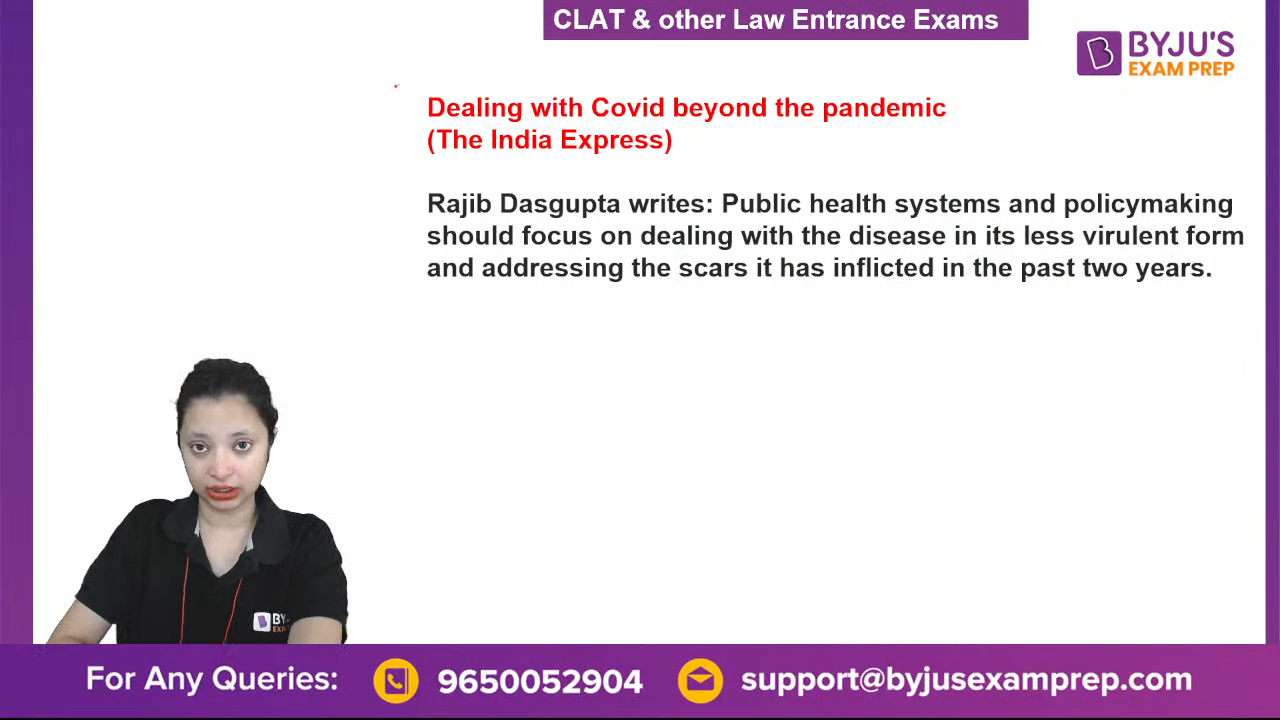 CLAT & other Law Entrance Exams
BYJU'S
EXAM PREP
Dealing with Covid beyond the pandemic
(The India Express)
Rajib Dasgupta writes: Public health systems and policymaking
should focus on dealing with the disease in its less virulent form
and addressing the scars it has inflicted in the past two years.
For Any Queries:
9650052904
support@byjusexamprep.com